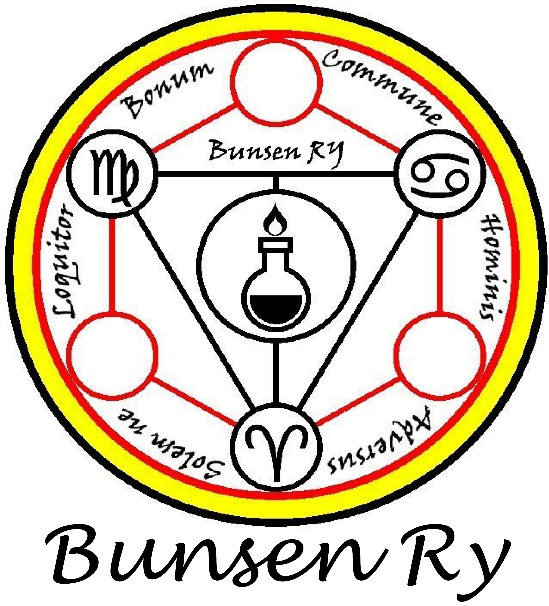 Bonum
Commune
Hominis
Adversus
Solem ne
Loquitor
Bunsen RY
Bunsen Ry